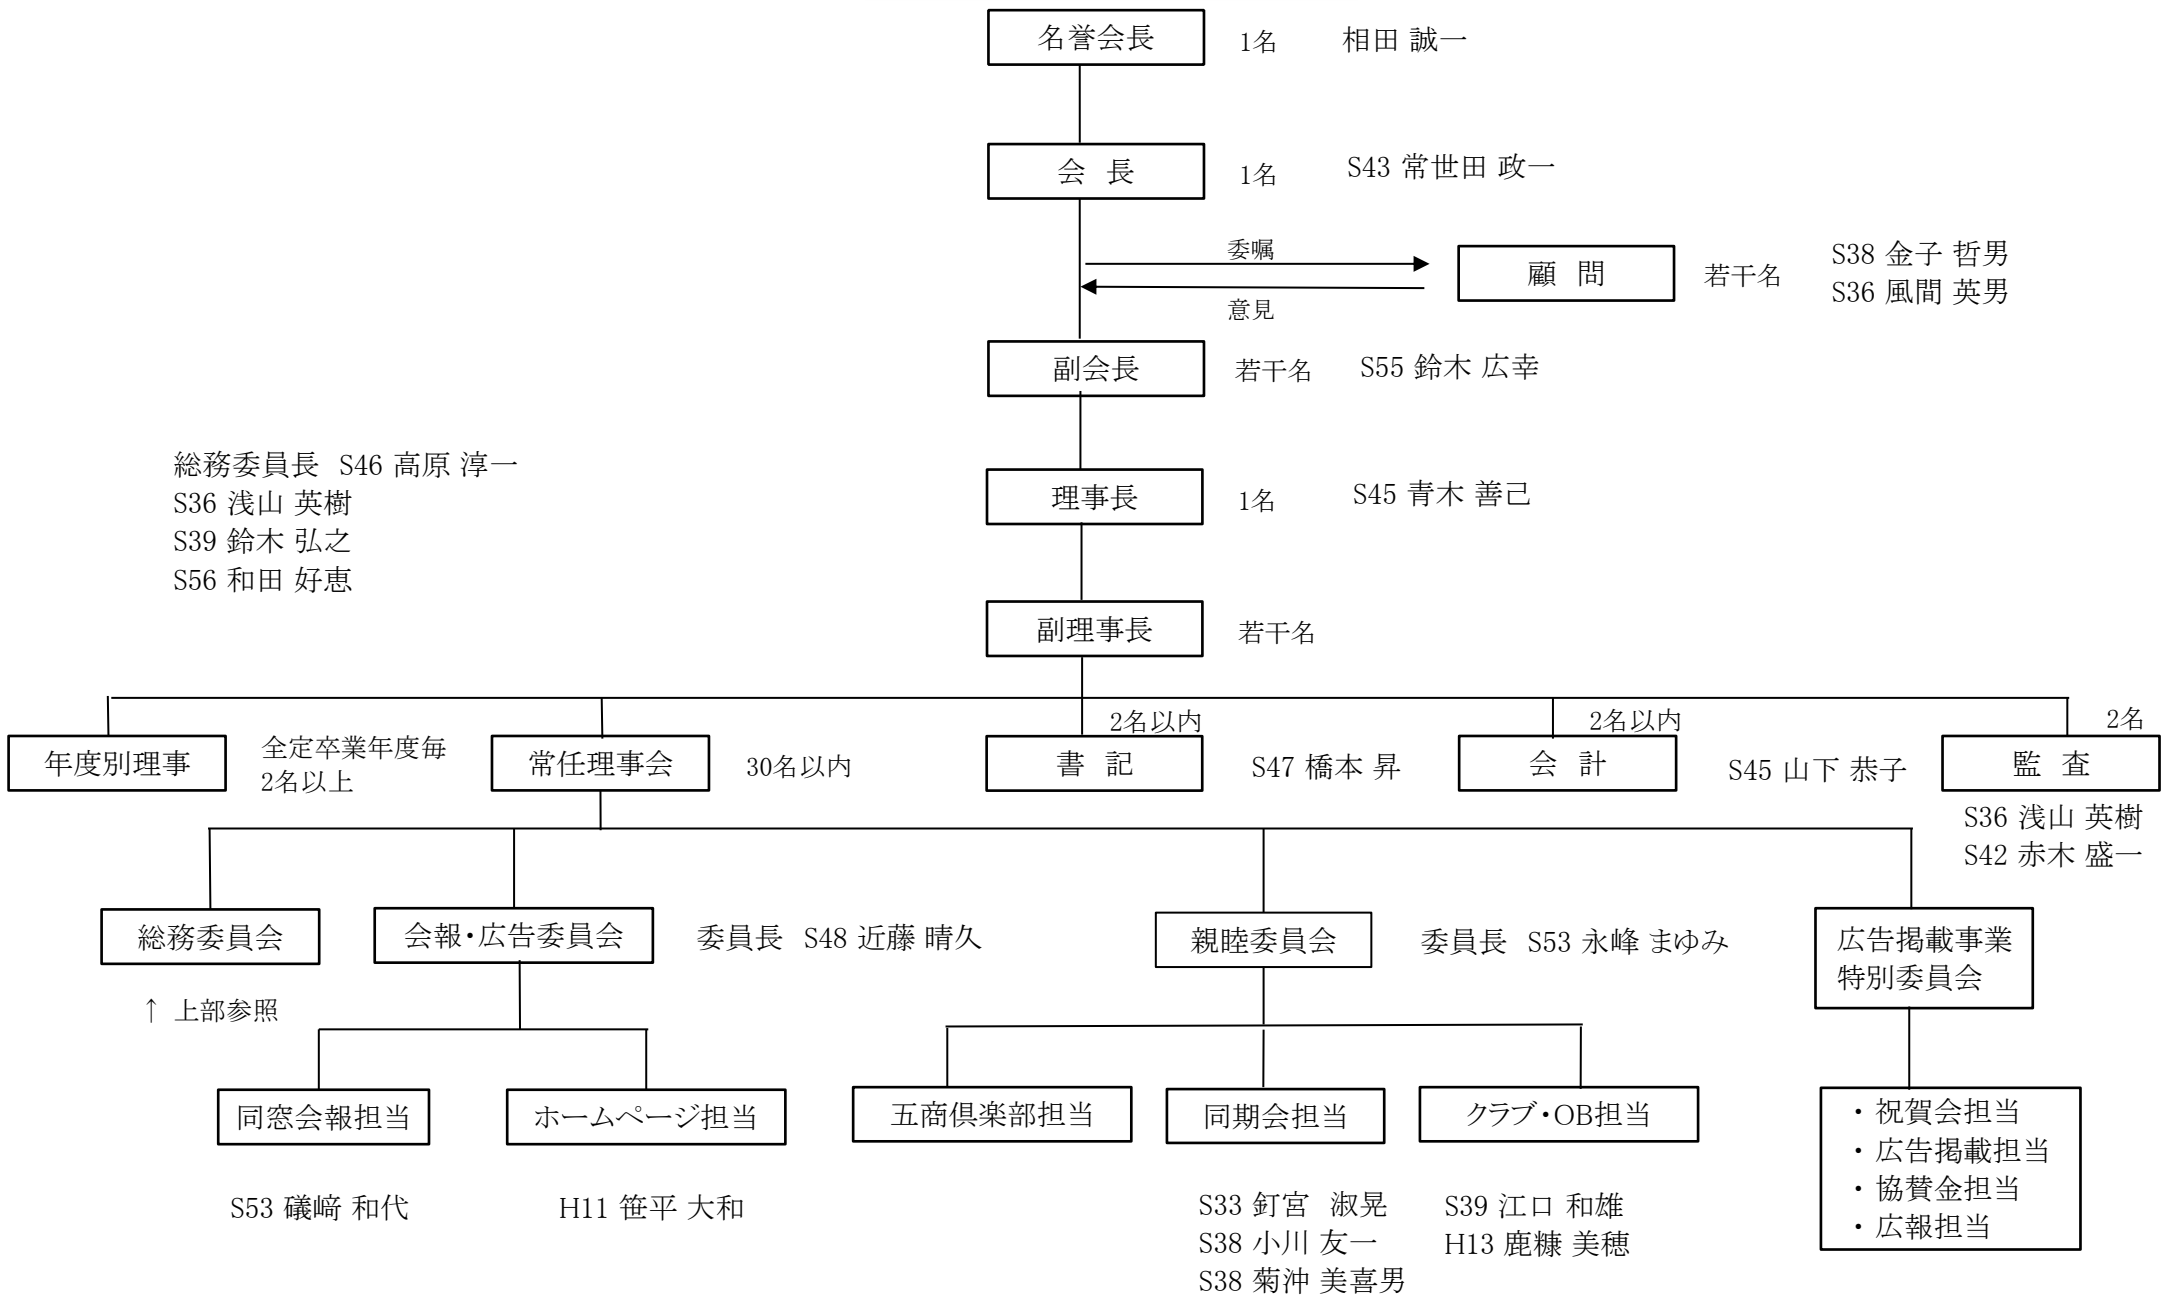 名誉会長 1名 相田 誠一
会 長 1名 S43 常世田 政一
委嘱
顧 問 若干名 S38 金子 哲男
S36 風間 英男
意見
副会長 若干名 S55 鈴木 広幸
総務委員長 S46 高原 淳一
S36 浅山 英樹
S39 鈴木 弘之
S56 和田 好恵
理事長 1名 S45 青木 善己
副理事長 若干名
年度別理事 全定卒業年度毎
2名以上
常任理事会 30名以内
2名以内
書 記 S47 橋本 昇
2名以内
会 計 S45 山下 恭子
2名
監 査
S36 浅山 英樹
S42 赤木 盛一
総務委員会
↑ 上部参照
会報・広告委員会 委員長 S48 近藤 晴久
親睦委員会 委員長 S53 永峰 まゆみ
広告掲載事業
特別委員会
同窓会報担当
S53 礒﨑 和代
ホームページ担当
H11 笹平 大和
五商倶楽部担当
同期会担当
S33 釘宮 淑晃
S38 小川 友一
S38 菊沖 美喜男
クラブ・OB担当
S39 江口 和雄
H13 鹿糠 美穂
・ 祝賀会担当
・ 広告掲載担当
・ 協賛金担当
・ 広報担当